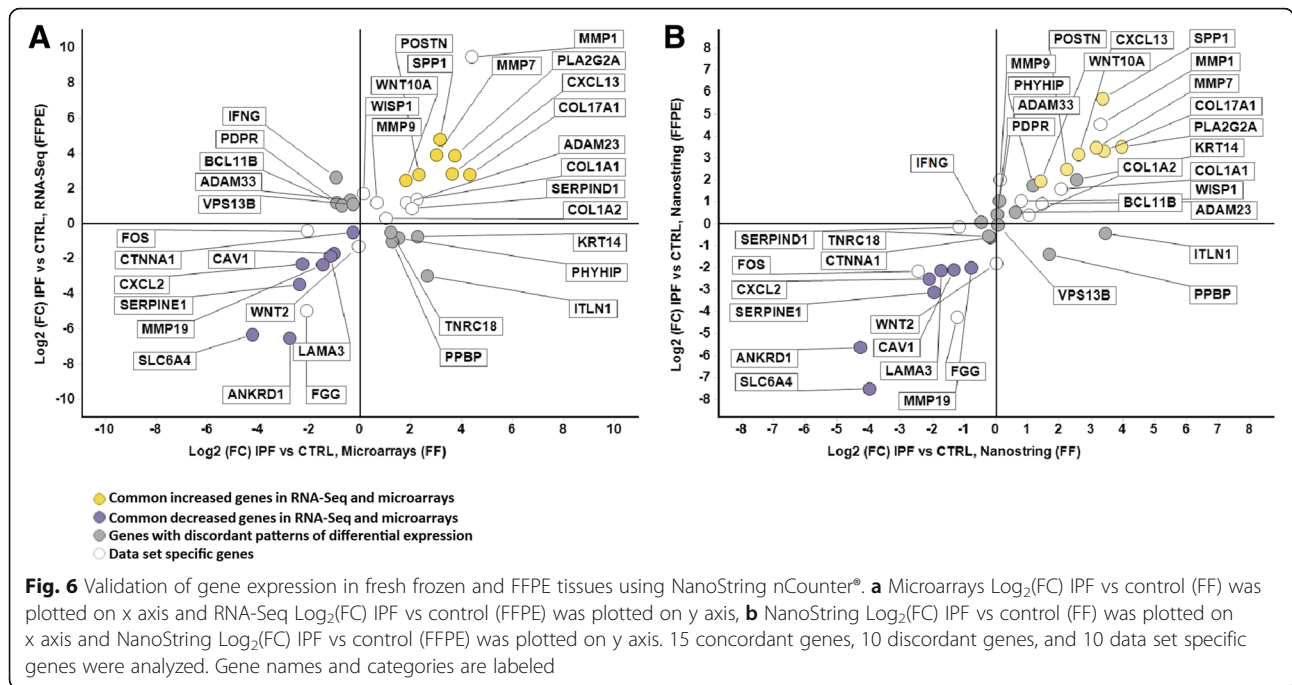 A
Log2 (FC) IPF vs CTRL, RNA-Seq (FFPE)
10
8
6
4
2
0
-2
-4
-6
-8
-10
POSTN
MMP1
SPP1
PLA2G2A
WNT10A
MMP7
CXCL13
WISP1
COL17A1
MMP9
IFNG
PDPR
BCL11B
ADAM33
VPS13B
ADAM23
COL1A1
SERPIND1
COL1A2
FOS
CTNNA1
CAV1
CXCL2
SERPINE1
WNT2
MMP19
SLC6A4
LAMA3
ANKRD1
FGG
KRT14
PHYHIP
ITLN1
TNRC18
PPBP
-10 -8 -6 -4 -2 0 2 4 6 8 10
Log2 (FC) IPF vs CTRL, Microarrays (FF)
B
Log2 (FC) IPF vs CTRL, Nanostring (FFPE)
8
7
6
5
4
3
2
1
0
-1
-2
-3
-4
-5
-6
-7
-8
POSTN
CXCL13
SPP1
MMP9
WNT10A
MMP1
PHYHIP
MMP7
ADAM33
COL17A1
PDPR
PLA2G2A
IFNG
KRT14
COL1A2
COL1A1
WISP1
BCL11B
ADAM23
SERPIND1
TNRC18
FOS
CTNNA1
CXCL2
SERPINE1
ITLN1
VPS13B
PPBP
WNT2
CAV1
ANKRD1
LAMA3
FGG
SLC6A4
MMP19
-8 -7 -6 -5 -4 -3 -2 -1 0 1 2 3 4 5 6 7 8
Log2 (FC) IPF vs CTRL, Nanostring (FF)
Common increased genes in RNA-Seq and microarrays
Common decreased genes in RNA-Seq and microarrays
Genes with discordant patterns of differential expression
Data set specific genes
Fig. 6 Validation of gene expression in fresh frozen and FFPE tissues using NanoString nCounter®. a Microarrays Log₂(FC) IPF vs control (FF) was
plotted on x axis and RNA-Seq Log₂(FC) IPF vs control (FFPE) was plotted on y axis, b NanoString Log₂(FC) IPF vs control (FF) was plotted on
x axis and NanoString Log₂(FC) IPF vs control (FFPE) was plotted on y axis. 15 concordant genes, 10 discordant genes, and 10 data set specific
genes were analyzed. Gene names and categories are labeled